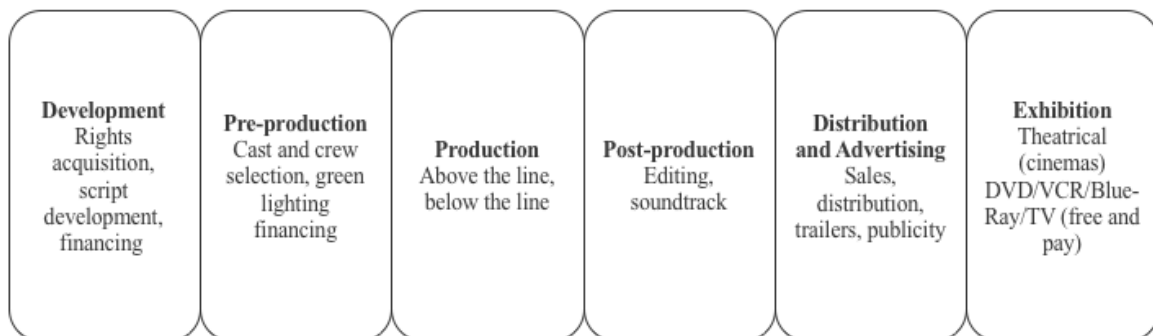 Development
Rights
acquisition,
script
development,
financing
Pre-production
Cast and crew
selection, green
lighting
financing
Production
Above the line,
below the line
Post-production
Editing,
soundtrack
Distribution
and Advertising
Sales,
distribution,
trailers, publicity
Exhibition
Theatrical
(cinemas)
DVD/VCR/Blue-
Ray/TV (free and
pay)